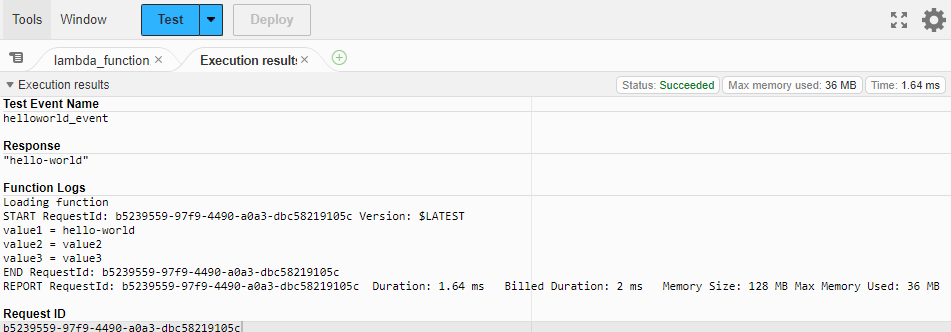 Tools Window Test Deploy
lambda_function × Execution results ×
Execution results Status: Succeeded Max memory used: 36 MB Time: 1.64 ms
Test Event Name
helloworld_event
Response
"hello-world"
Function Logs
Loading function
START RequestId: b5239559-97f9-4490-a0a3-dbc58219105c Version: $LATEST
value1 = hello-world
value2 = value2
value3 = value3
END RequestId: b5239559-97f9-4490-a0a3-dbc58219105c
REPORT RequestId: b5239559-97f9-4490-a0a3-dbc58219105c Duration: 1.64 ms Billed Duration: 2 ms Memory Size: 128 MB Max Memory Used: 36 MB
Request ID
b5239559-97f9-4490-a0a3-dbc58219105c